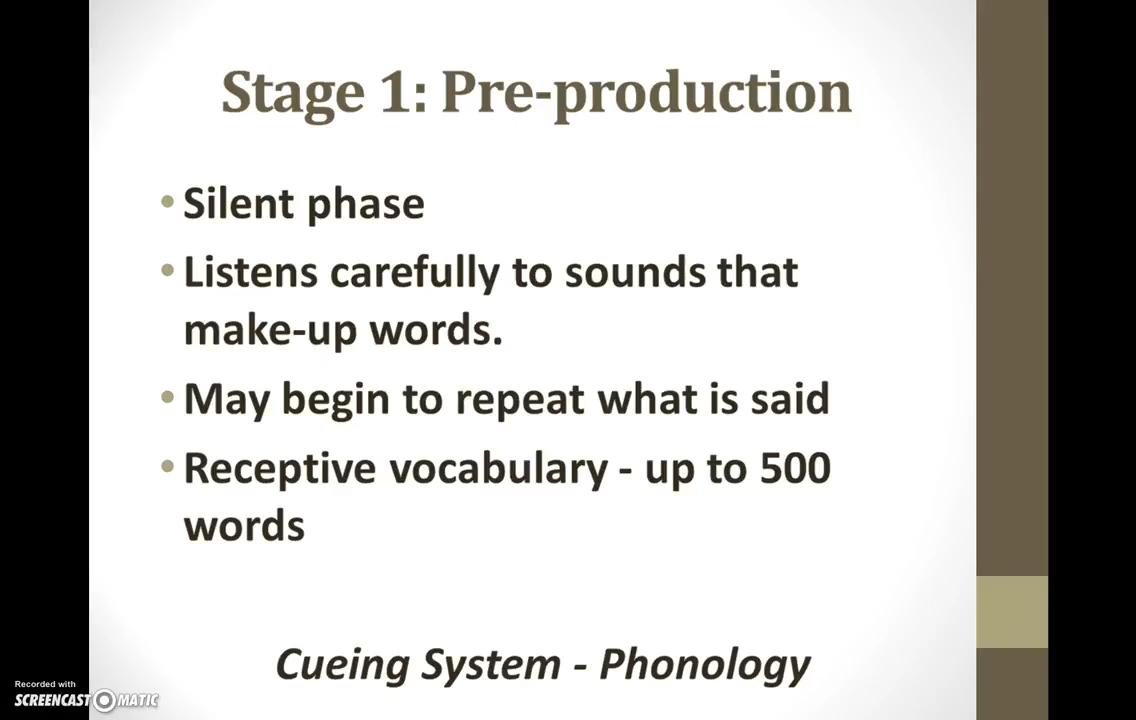 Stage 1: Pre-production
• Silent phase
• Listens carefully to sounds that
make-up words.
• May begin to repeat what is said
• Receptive vocabulary - up to 500
words
Cueing System - Phonology
Recorded with
SCREENCAST MATIC